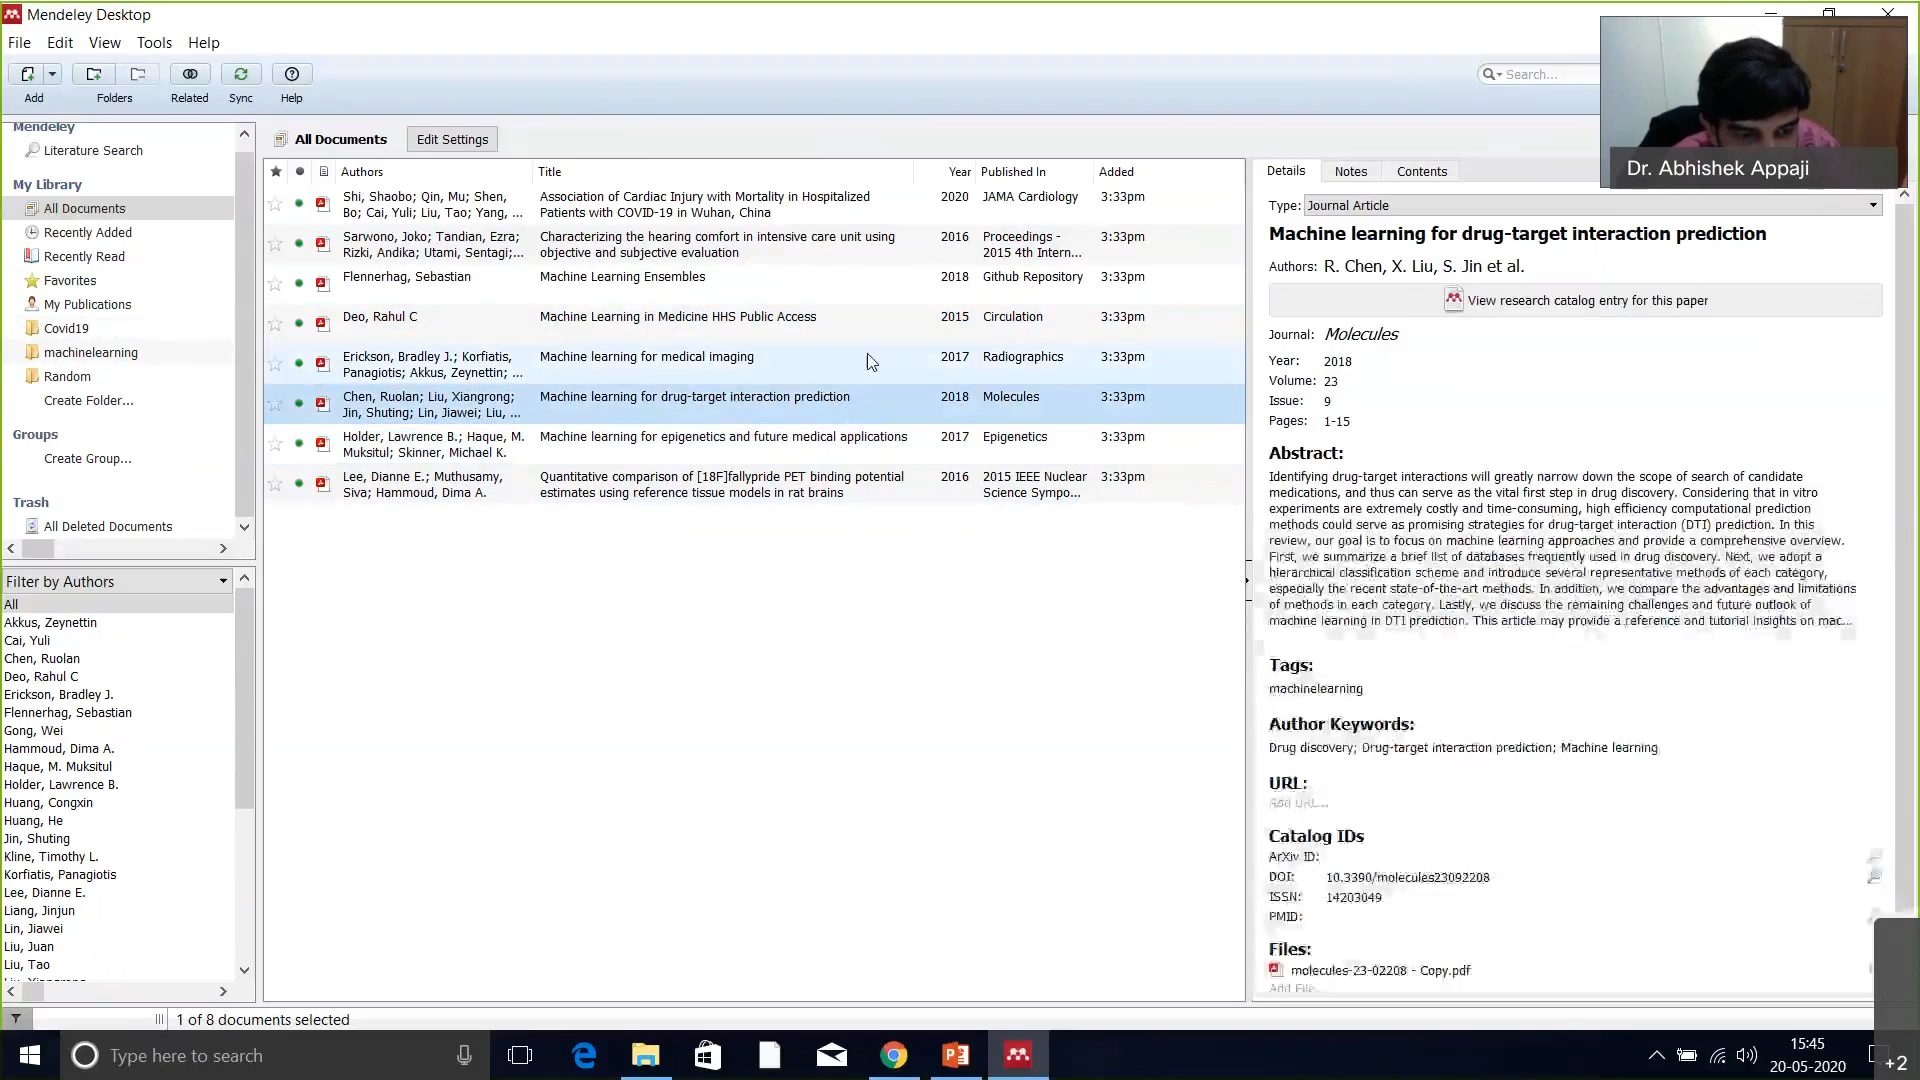 Mendeley Desktop
File Edit View Tools Help
Add Folders Related Sync Help
Search...
Dr. Abhishek Appaji
Mendeley
Literature Search
My Library
All Documents
Recently Added
Recently Read
Favorites
My Publications
Covid19
machinelearning
Random
Create Folder...
Groups
Create Group...
Trash
All Deleted Documents
Filter by Authors
All
Akkus, Zeynettin
Cai, Yuli
Chen, Ruolan
Deo, Rahul C
Erickson, Bradley J.
Flennerhag, Sebastian
Gong, Wei
Hammoud, Dima A.
Haque, M. Muksitul
Holder, Lawrence B.
Huang, Congxin
Huang, He
Jin, Shuting
Kline, Timothy L.
Korfiatis, Panagiotis
Lee, Dianne E.
Liang, Jinjun
Lin, Jiawei
Liu, Juan
Liu, Tao
All Documents Edit Settings
Authors Title Year Published In Added
Shi, Shaobo; Qin, Mu; Shen, Association of Cardiac Injury with Mortality in Hospitalized 2020 JAMA Cardiology 3:33pm
Bo; Cai, Yuli; Liu, Tao; Yang, ... Patients with COVID-19 in Wuhan, China
Sarwono, Joko; Tandian, Ezra; Characterizing the hearing comfort in intensive care unit using 2016 Proceedings - 3:33pm
Rizki, Andika; Utami, Sentagi;... objective and subjective evaluation 2015 4th Intern...
Flennerhag, Sebastian Machine Learning Ensembles 2018 Github Repository 3:33pm
Deo, Rahul C Machine Learning in Medicine HHS Public Access 2015 Circulation 3:33pm
Erickson, Bradley J.; Korfiatis, Machine learning for medical imaging 2017 Radiographics 3:33pm
Panagiotis; Akkus, Zeynettin; ...
Chen, Ruolan; Liu, Xiangrong; Machine learning for drug-target interaction prediction 2018 Molecules 3:33pm
Jin, Shuting; Lin, Jiawei; Liu, ...
Holder, Lawrence B.; Haque, M. Machine learning for epigenetics and future medical applications 2017 Epigenetics 3:33pm
Muksitul; Skinner, Michael K.
Lee, Dianne E.; Muthusamy, Quantitative comparison of [18F]fallypride PET binding potential 2016 2015 IEEE Nuclear 3:33pm
Siva; Hammoud, Dima A. estimates using reference tissue models in rat brains Science Sympo...
Details Notes Contents
Type: Journal Article
Machine learning for drug-target interaction prediction
Authors: R. Chen, X. Liu, S. Jin et al.
View research catalog entry for this paper
Journal: Molecules
Year: 2018
Volume: 23
Issue: 9
Pages: 1-15
Abstract:
Identifying drug-target interactions will greatly narrow down the scope of search of candidate
medications, and thus can serve as the vital first step in drug discovery. Considering that in vitro
experiments are extremely costly and time-consuming, high efficiency computational prediction
methods could serve as promising strategies for drug-target interaction (DTI) prediction. In this
review, our goal is to focus on machine learning approaches and provide a comprehensive overview.
First, we summarize a brief list of databases frequently used in drug discovery. Next, we adopt a
hierarchical classification scheme and introduce several representative methods of each category,
especially the recent state-of-the-art methods. In addition, we compare the advantages and limitations
of methods in each category. Lastly, we discuss the remaining challenges and future outlook of
machine learning in DTI prediction. This article may provide a reference and tutorial insights on mac...
Tags:
machinelearning
Author Keywords:
Drug discovery; Drug-target interaction prediction; Machine learning
URL:
Add URL...
Catalog IDs
ArXiv ID:
DOI: 10.3390/molecules23092208
ISSN: 14203049
PMID:
Files:
molecules-23-02208 - Copy.pdf
Add File...
1 of 8 documents selected
Type here to search
15:45
20-05-2020
+2